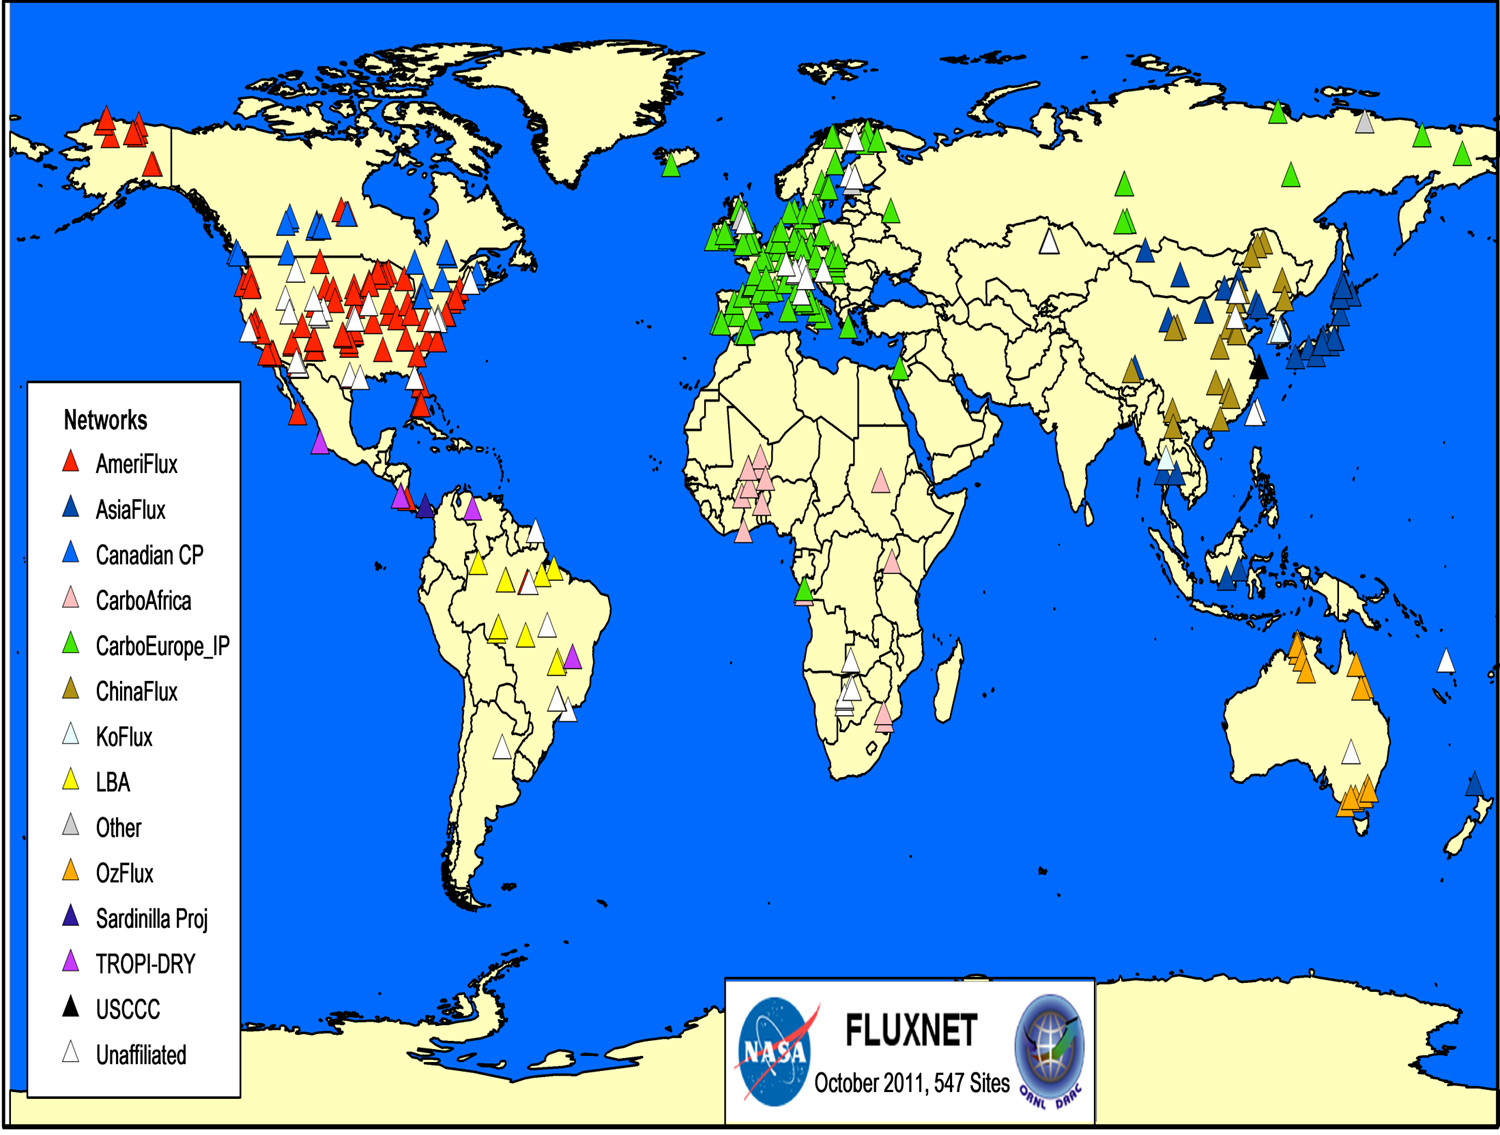 Networks
AmeriFlux
AsiaFlux
Canadian CP
CarboAfrica
CarboEurope_IP
ChinaFlux
KoFlux
LBA
Other
OzFlux
Sardinilla Proj
TROPI-DRY
USCCC
Unaffiliated
NASA
FLUXNET
October 2011, 547 Sites
ORNL DAAC